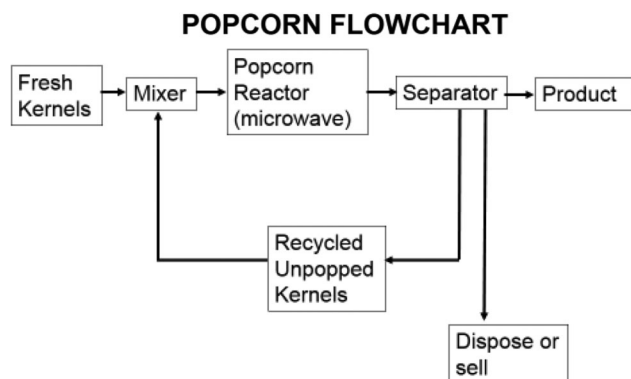 POPCORN FLOWCHART
Fresh
Kernels
Mixer
Popcorn
Reactor
(microwave)
Separator
Product
Recycled
Unpopped
Kernels
Dispose or
sell